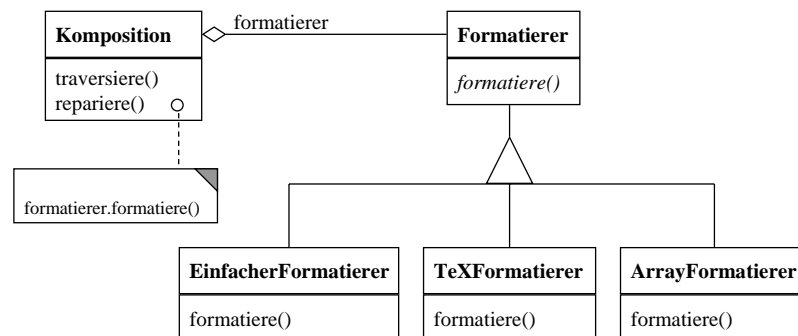 Komposition
formatierer
Formatierer
traversiere()
repariere()
formatiere()
formatierer.formatiere()
EinfacherFormatierer
TeXFormatierer
ArrayFormatierer
formatiere()
formatiere()
formatiere()